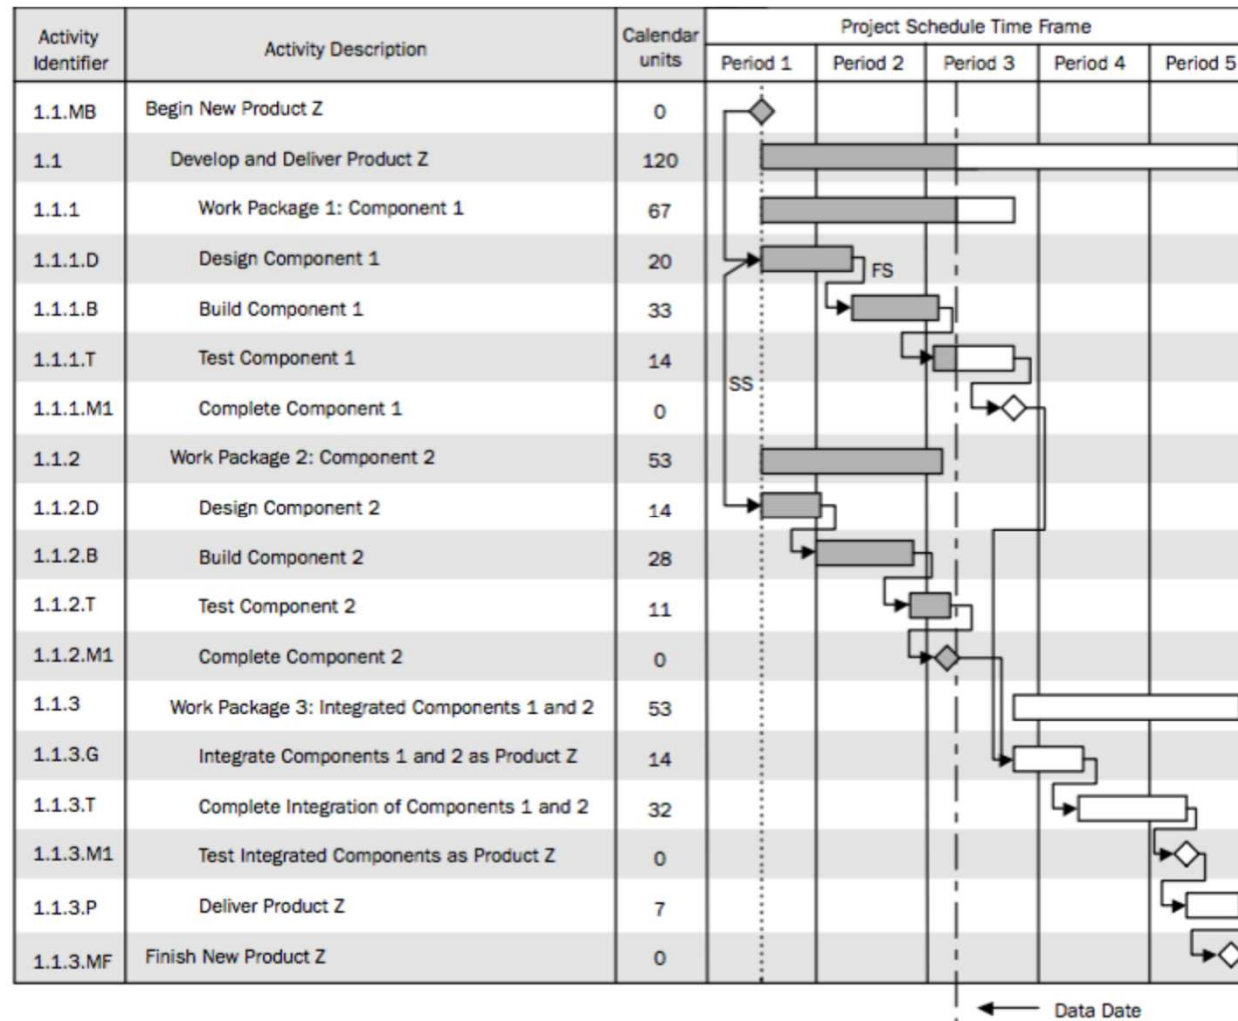 Activity Identifier Activity Description Calendar units Project Schedule Time Frame
Period 1 Period 2 Period 3 Period 4 Period 5
1.1.MB Begin New Product Z 0
1.1 Develop and Deliver Product Z 120
1.1.1 Work Package 1: Component 1 67
1.1.1.D Design Component 1 20
FS
1.1.1.B Build Component 1 33
1.1.1.T Test Component 1 14
SS
1.1.1.M1 Complete Component 1 0
1.1.2 Work Package 2: Component 2 53
1.1.2.D Design Component 2 14
1.1.2.B Build Component 2 28
1.1.2.T Test Component 2 11
1.1.2.M1 Complete Component 2 0
1.1.3 Work Package 3: Integrated Components 1 and 2 53
1.1.3.G Integrate Components 1 and 2 as Product Z 14
1.1.3.T Complete Integration of Components 1 and 2 32
1.1.3.M1 Test Integrated Components as Product Z 0
1.1.3.P Deliver Product Z 7
1.1.3.MF Finish New Product Z 0
Data Date